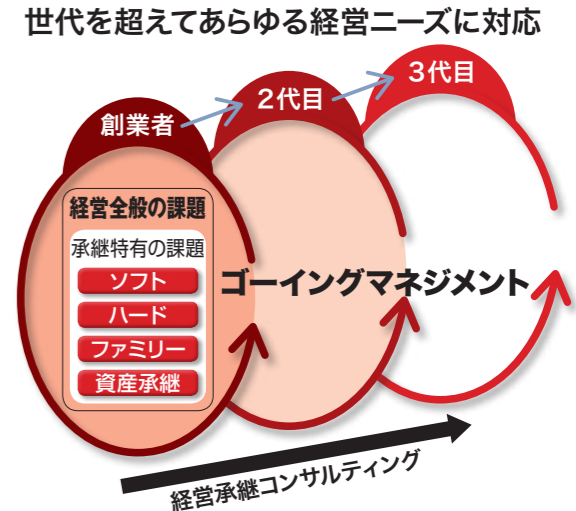 世代を超えてあらゆる経営ニーズに対応
創業者
2代目
3代目
経営全般の課題
承継特有の課題
ソフト
ハード
ファミリー
資産承継
ゴーイングマネジメント
経営承継コンサルティング